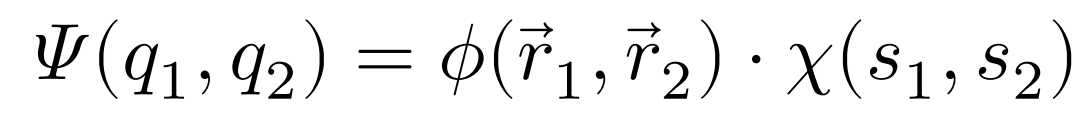 Ψ(q₁, q₂) = ϕ(r⃗₁, r⃗₂) · χ(s₁, s₂)